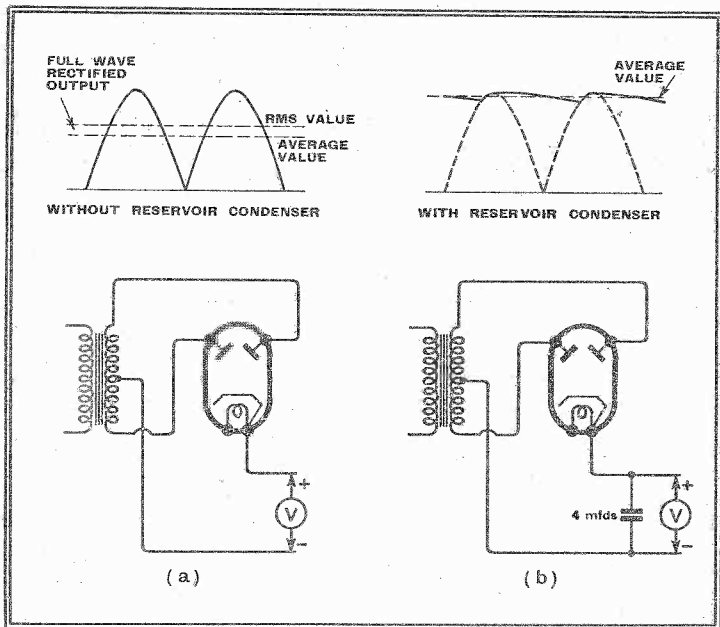 FULL WAVE
RECTIFIED
OUTPUT
RMS VALUE
AVERAGE
VALUE
WITHOUT RESERVOIR CONDENSER
AVERAGE
VALUE
WITH RESERVOIR CONDENSER
+
V
-
(a)
4 mfds
+
V
-
(b)